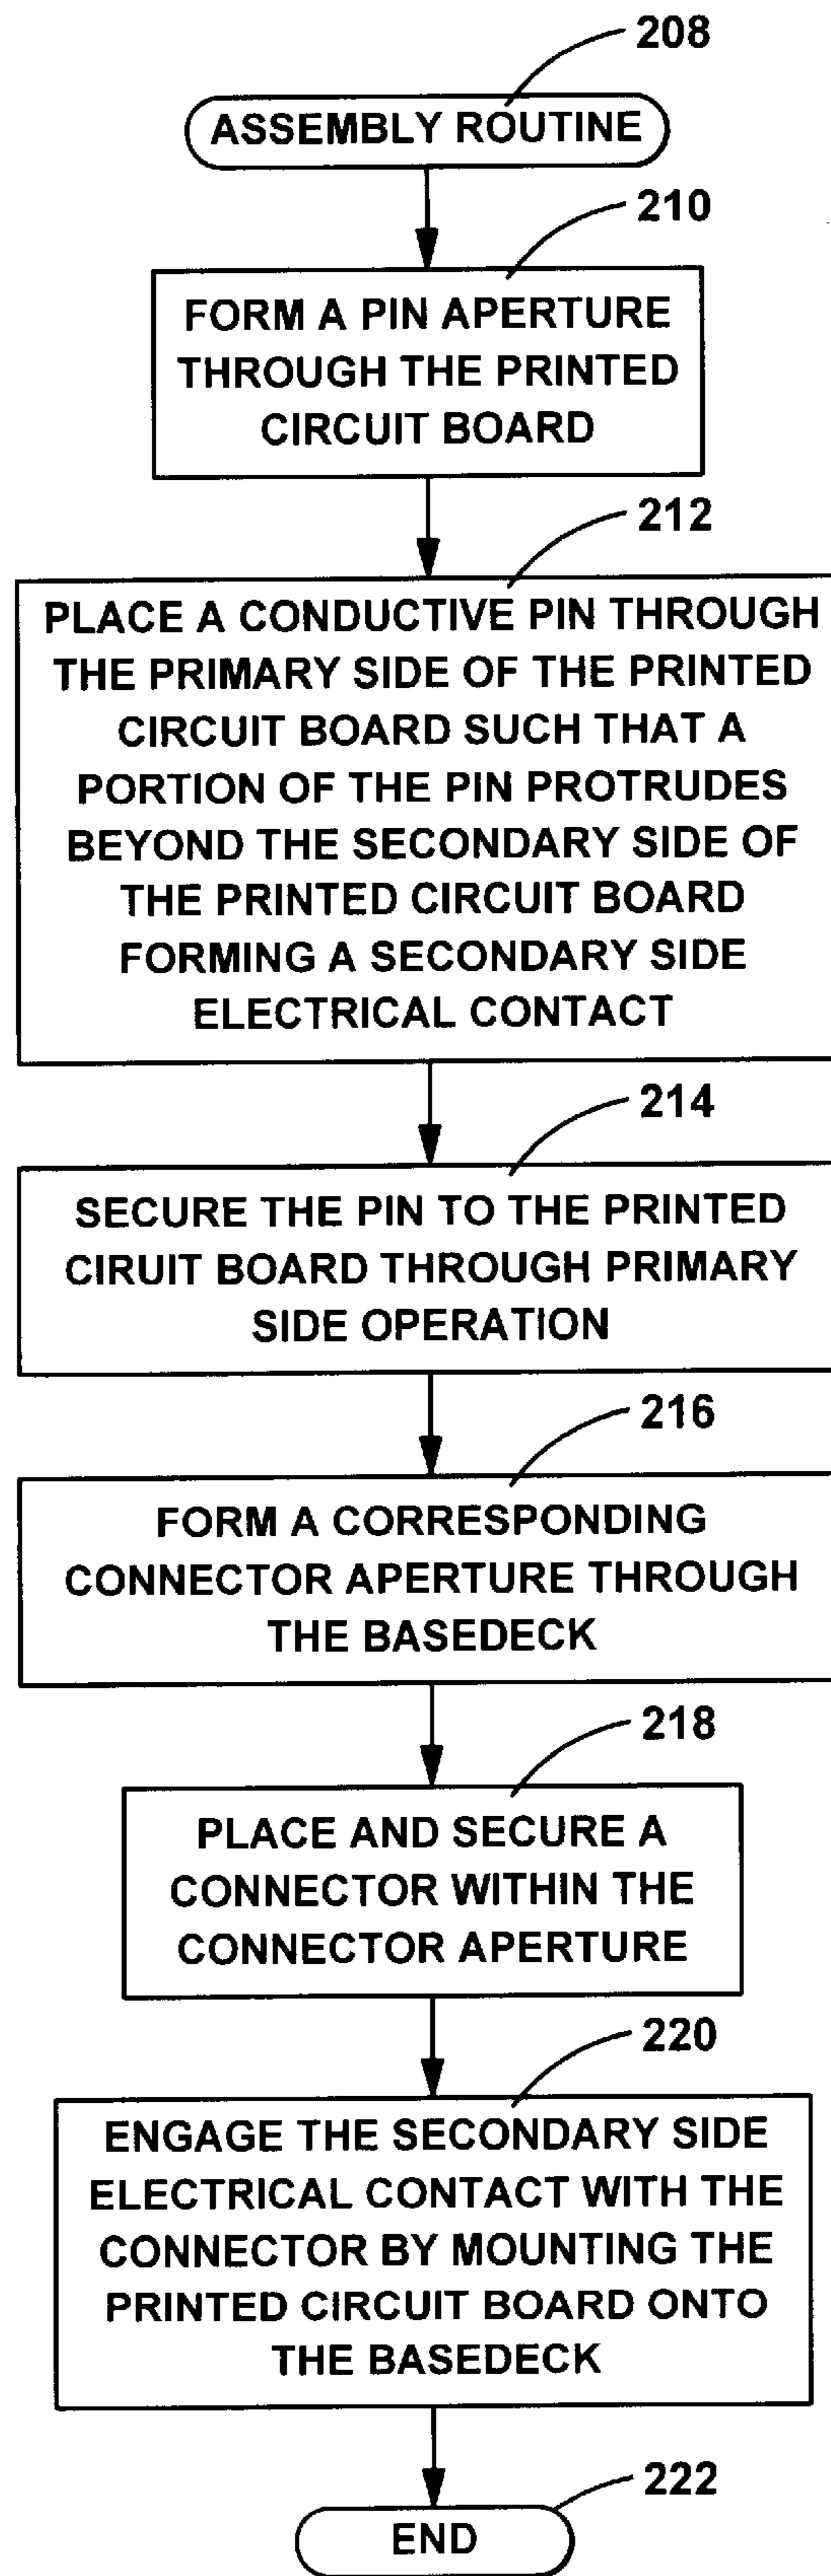 208
ASSEMBLY ROUTINE
210
FORM A PIN APERTURE
THROUGH THE PRINTED
CIRCUIT BOARD
212
PLACE A CONDUCTIVE PIN THROUGH
THE PRIMARY SIDE OF THE PRINTED
CIRCUIT BOARD SUCH THAT A
PORTION OF THE PIN PROTRUDES
BEYOND THE SECONDARY SIDE OF
THE PRINTED CIRCUIT BOARD
FORMING A SECONDARY SIDE
ELECTRICAL CONTACT
214
SECURE THE PIN TO THE PRINTED
CIRUIT BOARD THROUGH PRIMARY
SIDE OPERATION
216
FORM A CORRESPONDING
CONNECTOR APERTURE THROUGH
THE BASEDECK
218
PLACE AND SECURE A
CONNECTOR WITHIN THE
CONNECTOR APERTURE
220
ENGAGE THE SECONDARY SIDE
ELECTRICAL CONTACT WITH THE
CONNECTOR BY MOUNTING THE
PRINTED CIRCUIT BOARD ONTO
THE BASEDECK
222
END